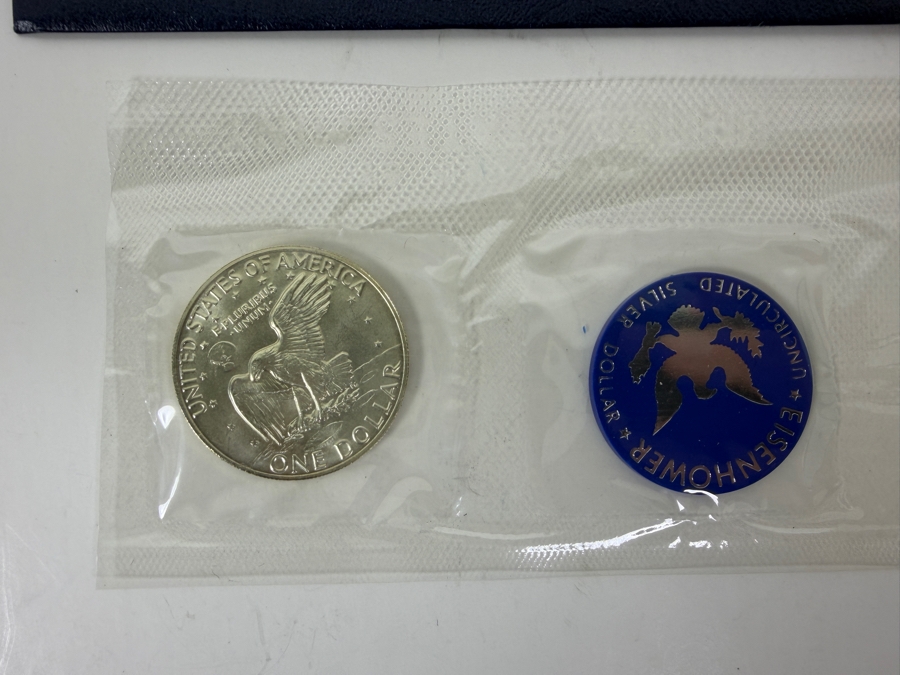 UNITED STATES OF AMERICA
E·PLURIBUS
·UNUM·
ONE DOLLAR
EISENHOWER
UNCIRCULATED SILVER DOLLAR